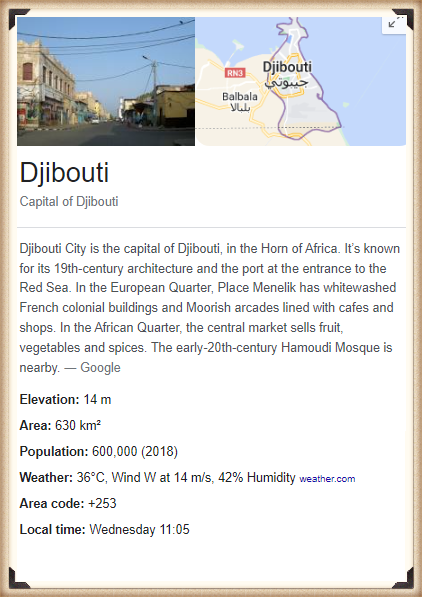 RN3
Djibouti
جيبوتي
Balbala
بلبالا
Djibouti
Capital of Djibouti
Djibouti City is the capital of Djibouti, in the Horn of Africa. It's known
for its 19th-century architecture and the port at the entrance to the
Red Sea. In the European Quarter, Place Menelik has whitewashed
French colonial buildings and Moorish arcades lined with cafes and
shops. In the African Quarter, the central market sells fruit,
vegetables and spices. The early-20th-century Hamoudi Mosque is
nearby. — Google
Elevation: 14 m
Area: 630 km²
Population: 600,000 (2018)
Weather: 36°C, Wind W at 14 m/s, 42% Humidity weather.com
Area code: +253
Local time: Wednesday 11:05